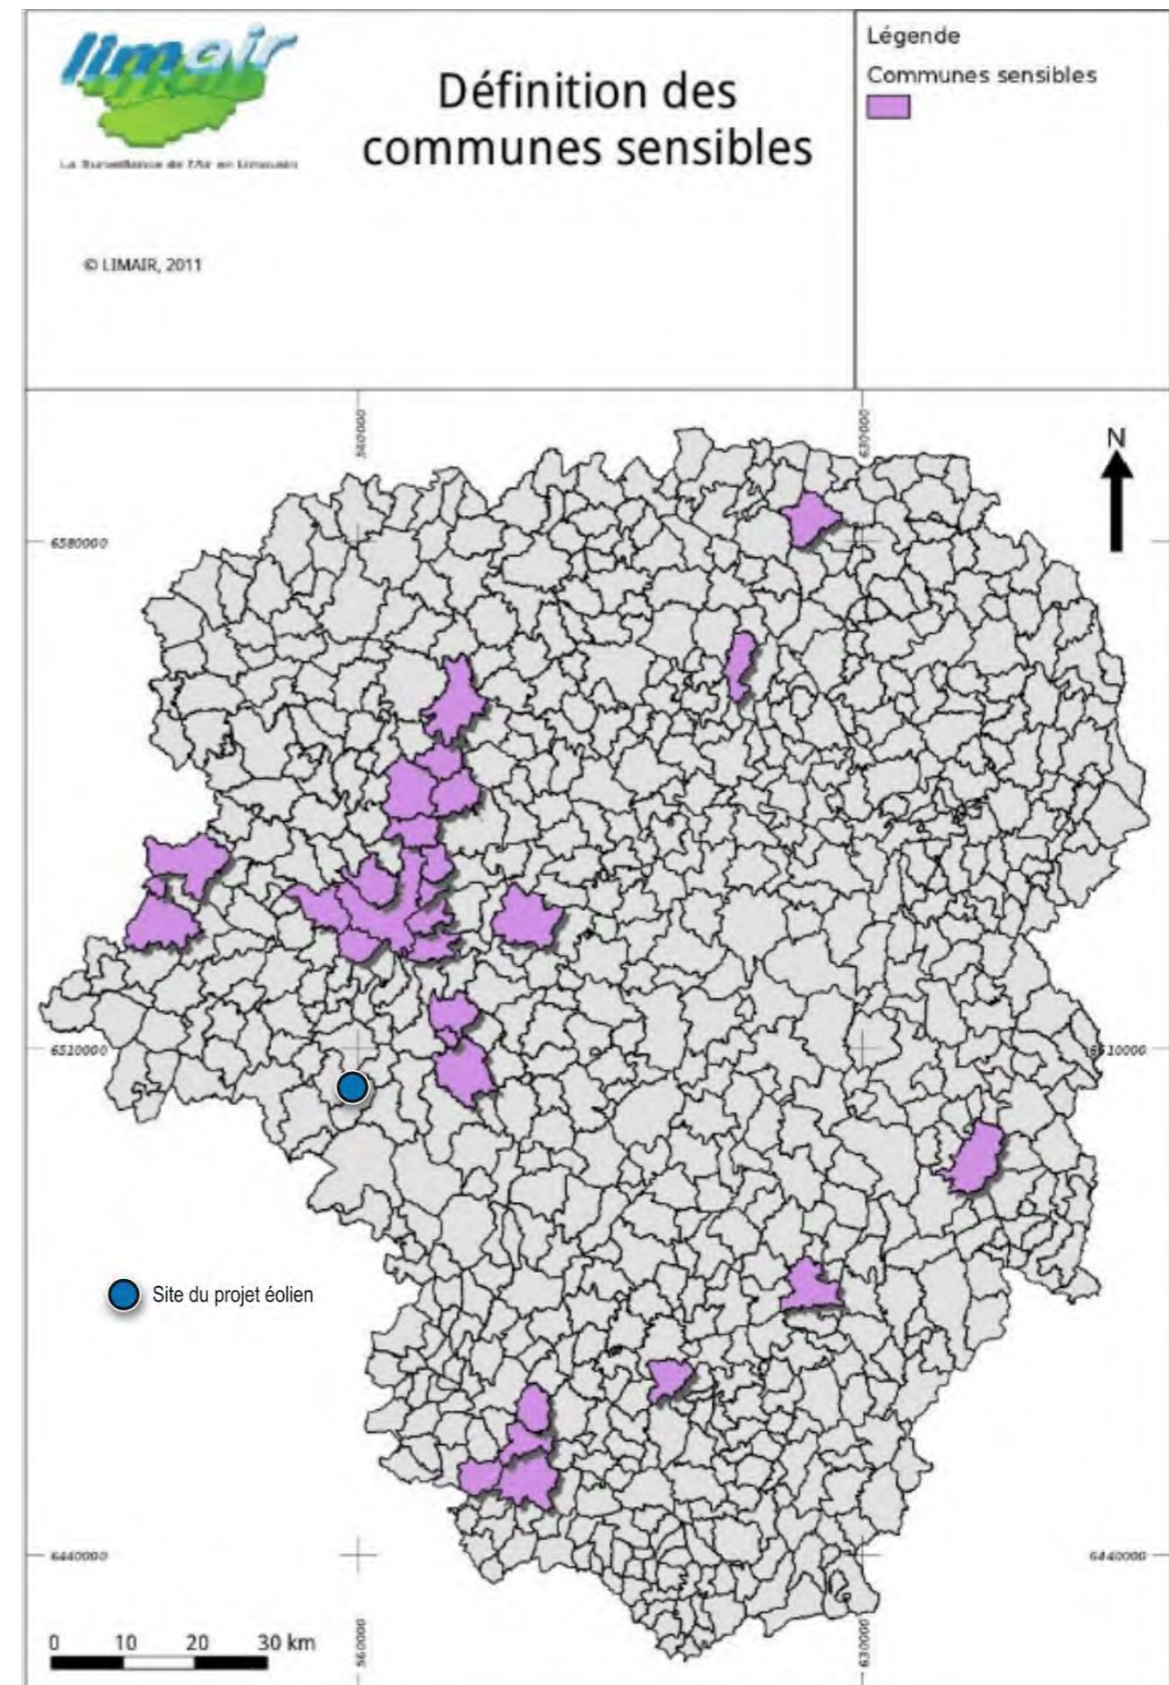 limair
La Surveillance de l'Air en Limousin
Définition des
communes sensibles
© LIMAIR, 2011
Légende
Communes sensibles
560000
630000
N
6580000
6510000
6510000
Site du projet éolien
6440000
6440000
0 10 20 30 km
560000
630000